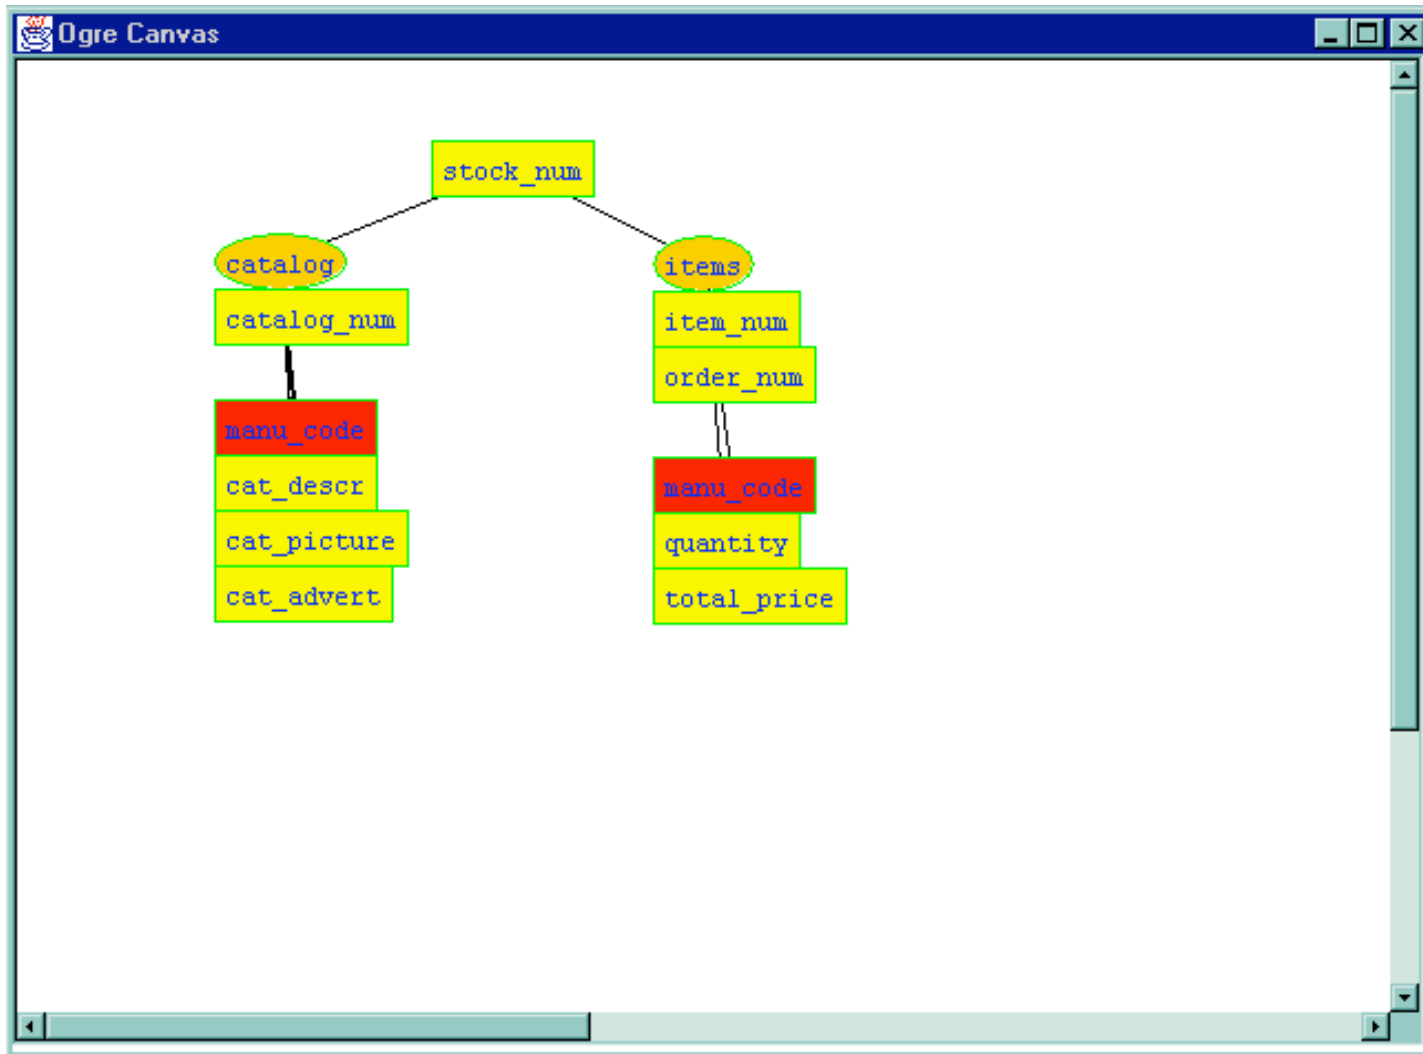 Ogre Canvas
stock_num
catalog
items
catalog_num
item_num
order_num
manu_code
cat_descr
cat_picture
cat_advert
manu_code
quantity
total_price